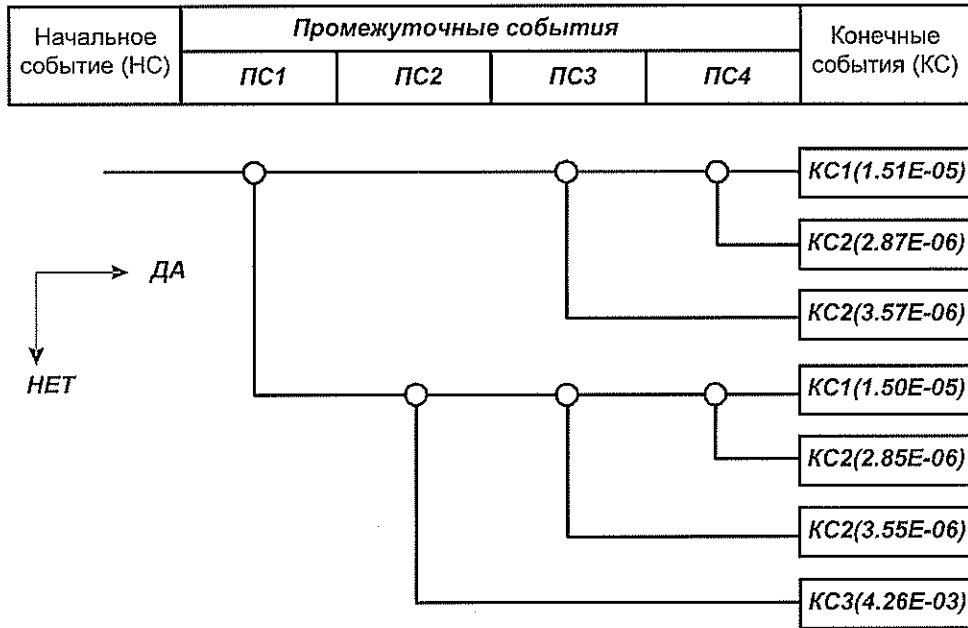 Начальное
событие (НС)
Промежуточные события
ПС1
ПС2
ПС3
ПС4
Конечные
события (КС)
КС1(1.51E-05)
КС2(2.87E-06)
ДА
КС2(3.57E-06)
НЕТ
КС1(1.50E-05)
КС2(2.85E-06)
КС2(3.55E-06)
КС3(4.26E-03)